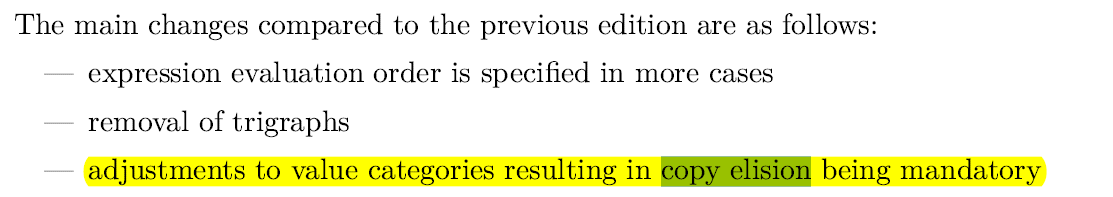 The main changes compared to the previous edition are as follows:
— expression evaluation order is specified in more cases
— removal of trigraphs
— adjustments to value categories resulting in copy elision being mandatory